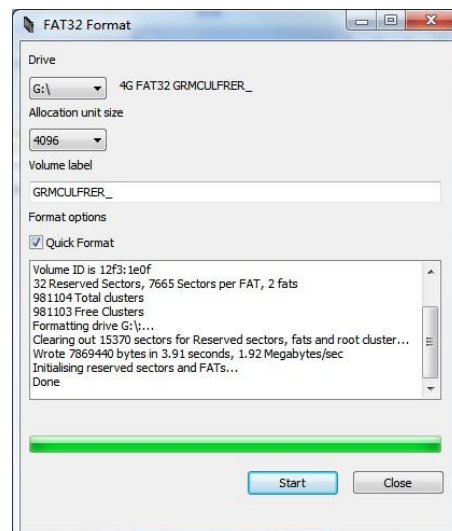 FAT32 Format
Drive
G:\ 4G FAT32 GRMCULFRER_
Allocation unit size
4096
Volume label
GRMCULFRER_
Format options
Quick Format
Volume ID is 12f3:1e0f
32 Reserved Sectors, 7665 Sectors per FAT, 2 fats
981104 Total clusters
981103 Free Clusters
Formatting drive G:\:...
Clearing out 15370 sectors for Reserved sectors, fats and root cluster...
Wrote 7869440 bytes in 3.91 seconds, 1.92 Megabytes/sec
Initialising reserved sectors and FATs...
Done
Start Close